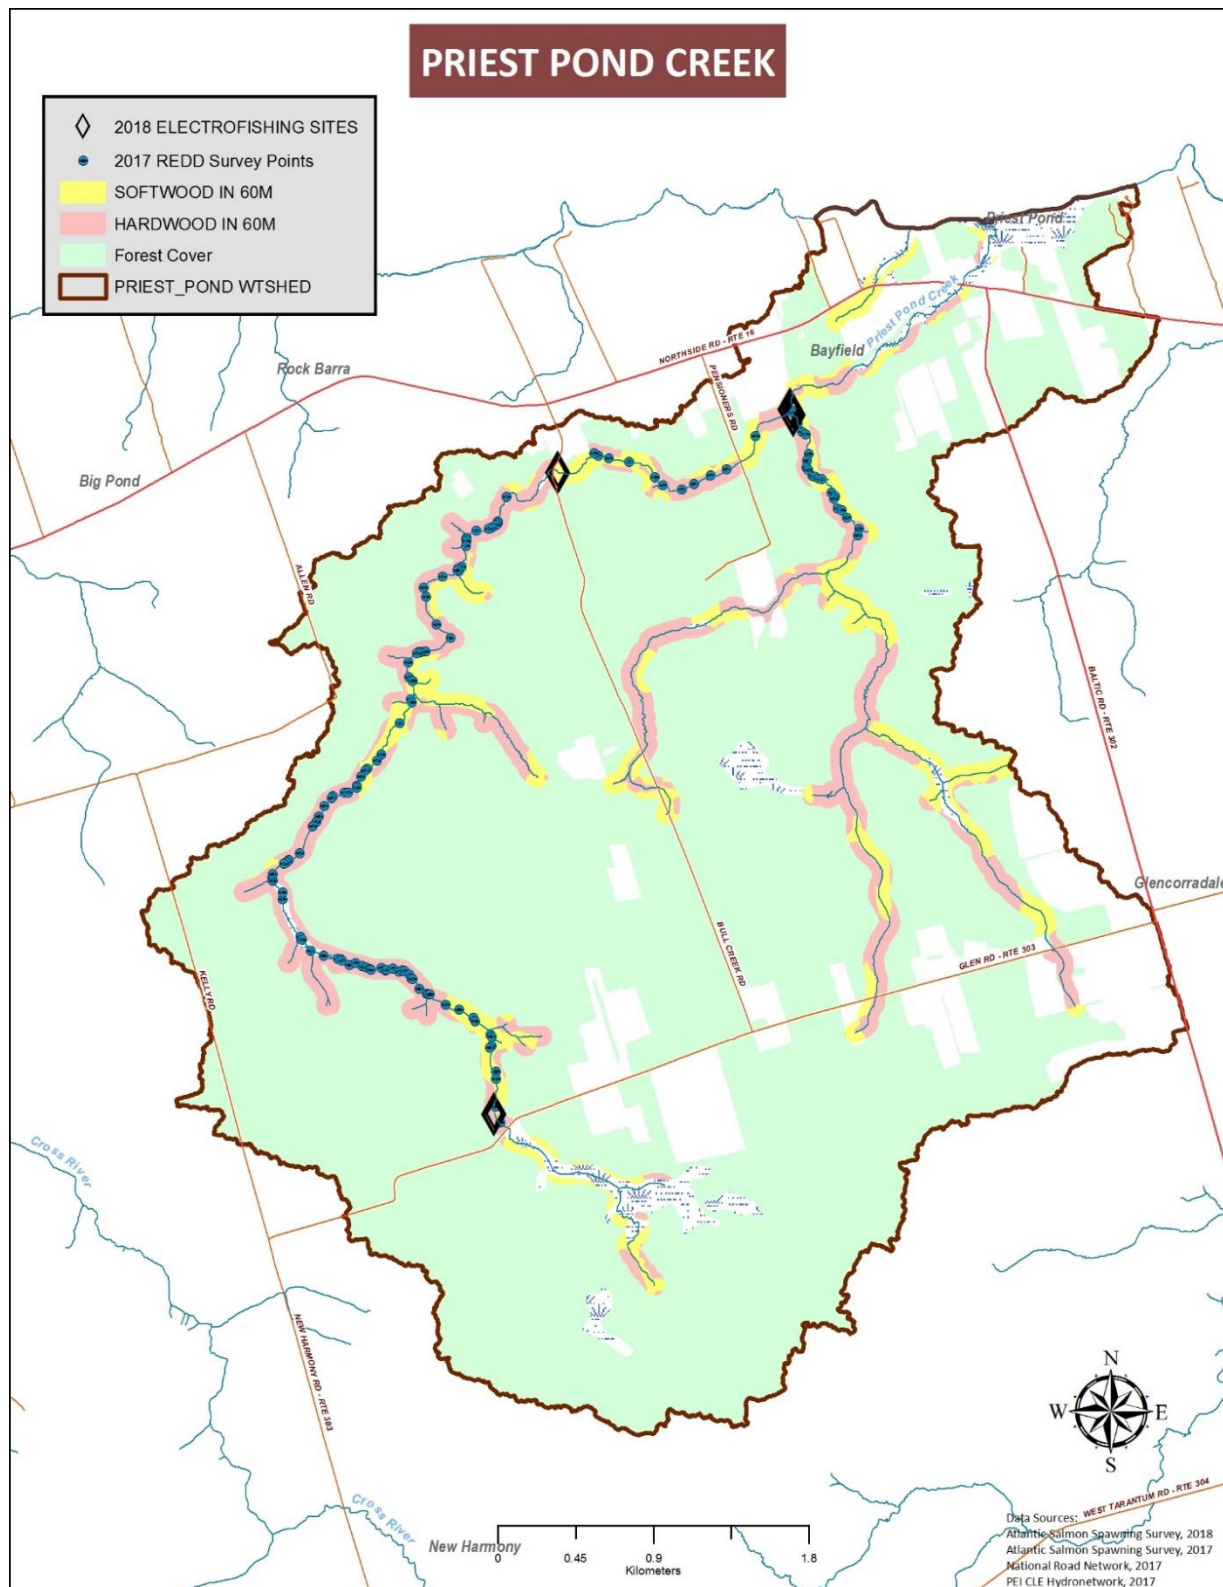 PRIEST POND CREEK
2018 ELECTROFISHING SITES
2017 REDD Survey Points
SOFTWOOD IN 60M
HARDWOOD IN 60M
Forest Cover
PRIEST_POND WTSHED
Priest Pond
Priest Pond Creek
Bayfield
NORTHSIDE RD - RTE 16
Rock Barra
PENSIONERS RD
Big Pond
ALLEN RD
BALTIC RD - RTE 302
Glencorradale
BULL CREEK RD
GLEN RD - RTE 303
KELLY RD
Cross River
NEW HARMONY RD - RTE 303
N
W
E
S
Cross River
WEST TARANTUM RD - RTE 304
New Harmony
0
0.45
0.9
1.8
Kilometers
Data Sources:
Atlantic Salmon Spawning Survey, 2018
Atlantic Salmon Spawning Survey, 2017
National Road Network, 2017
PEI CLE Hydronetwork, 2017